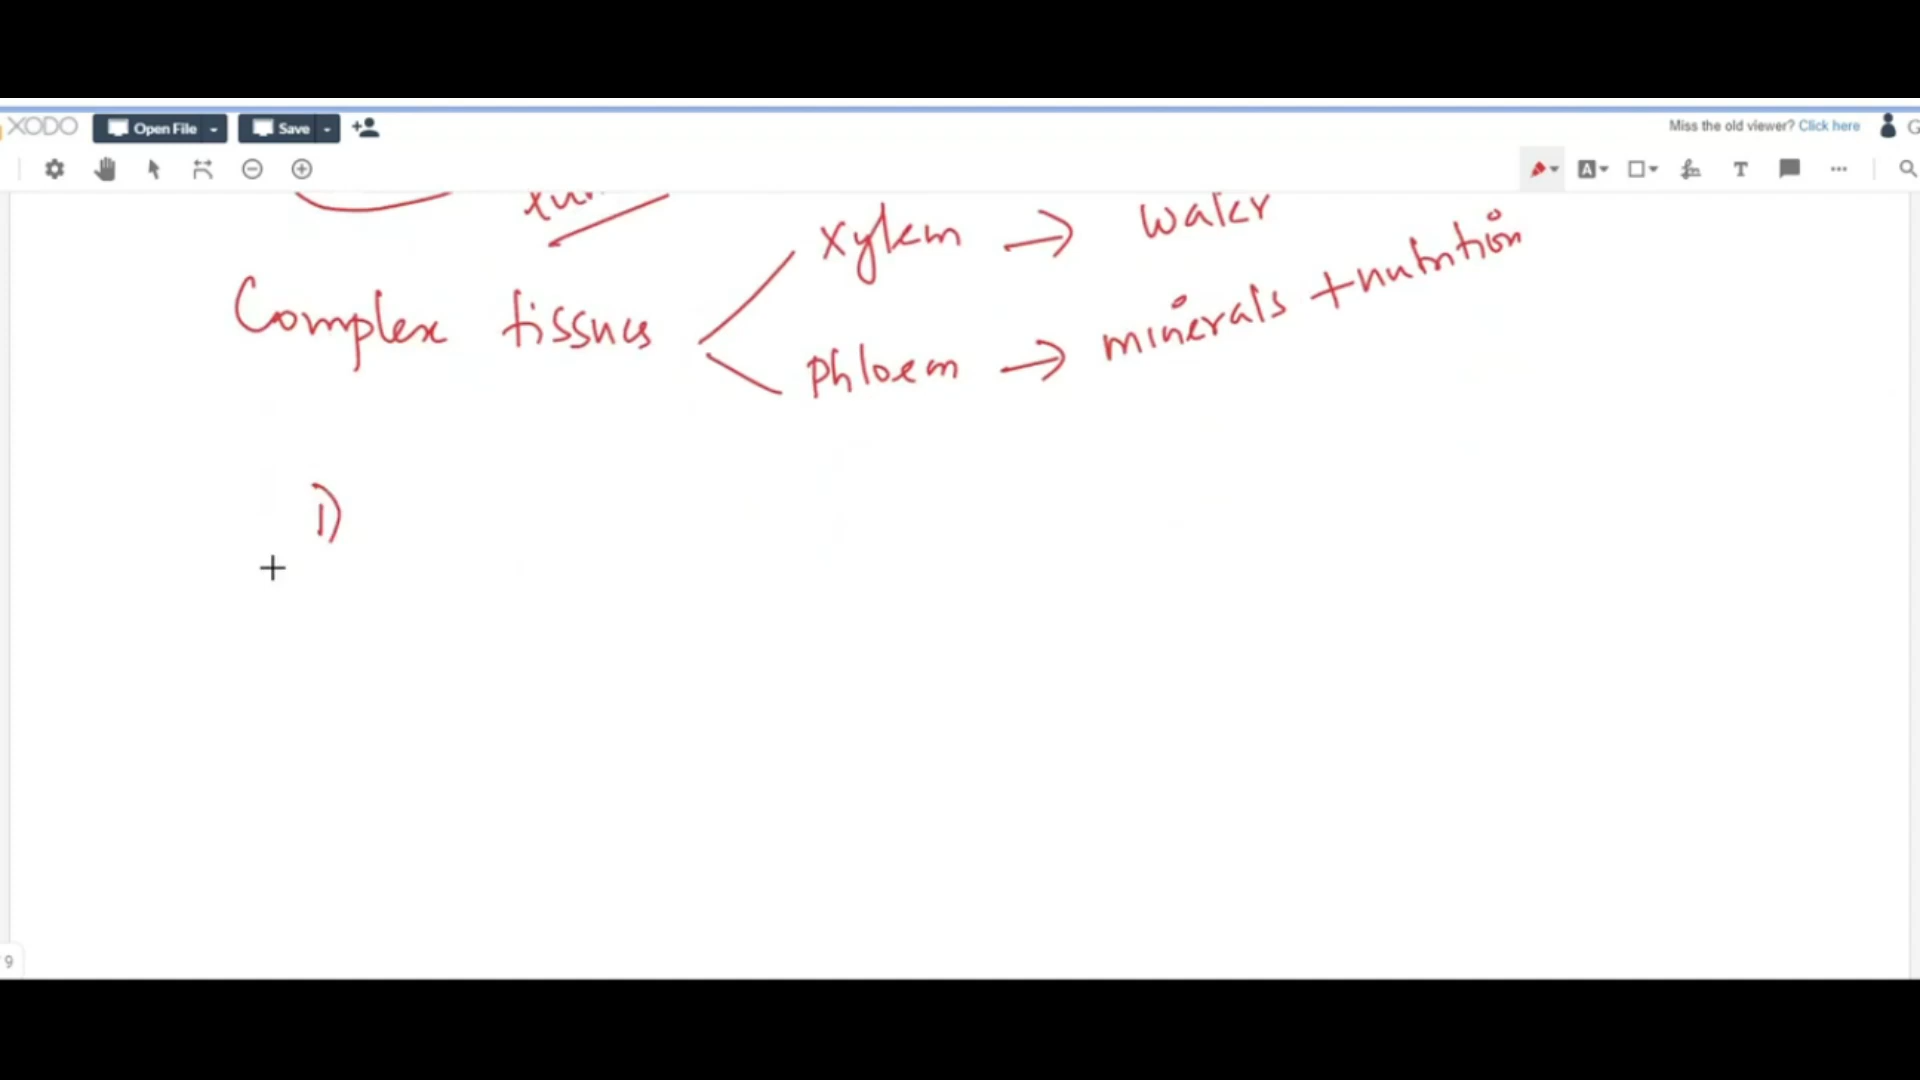 XODO Open File Save Miss the old viewer? Click here G
A T
Xylem → Water
Complex tissues
Phloem → minerals + nutrition
1)
9